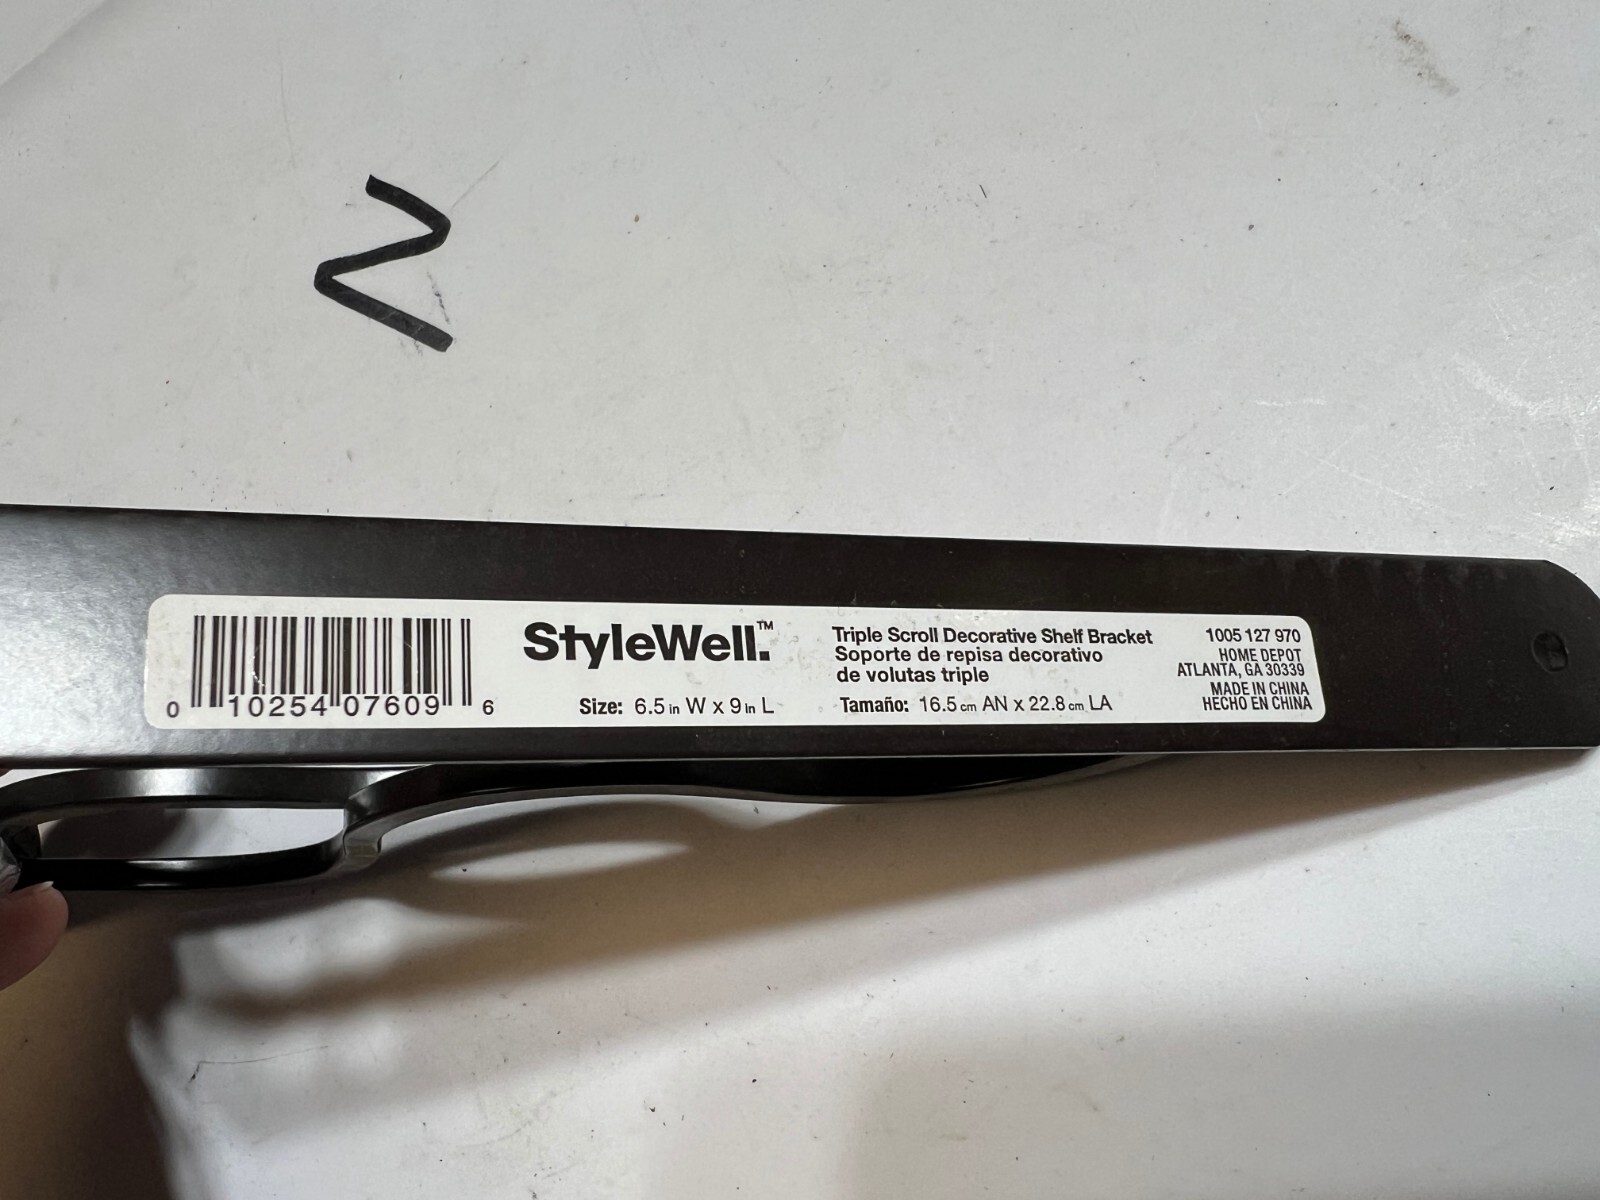 N
StyleWell.™
Size: 6.5 in W x 9 in L
Triple Scroll Decorative Shelf Bracket
Soporte de repisa decorativo
de volutas triple
Tamaño: 16.5 cm AN x 22.8 cm LA
1005 127 970
HOME DEPOT
ATLANTA, GA 30339
MADE IN CHINA
HECHO EN CHINA
0 10254 07609 6